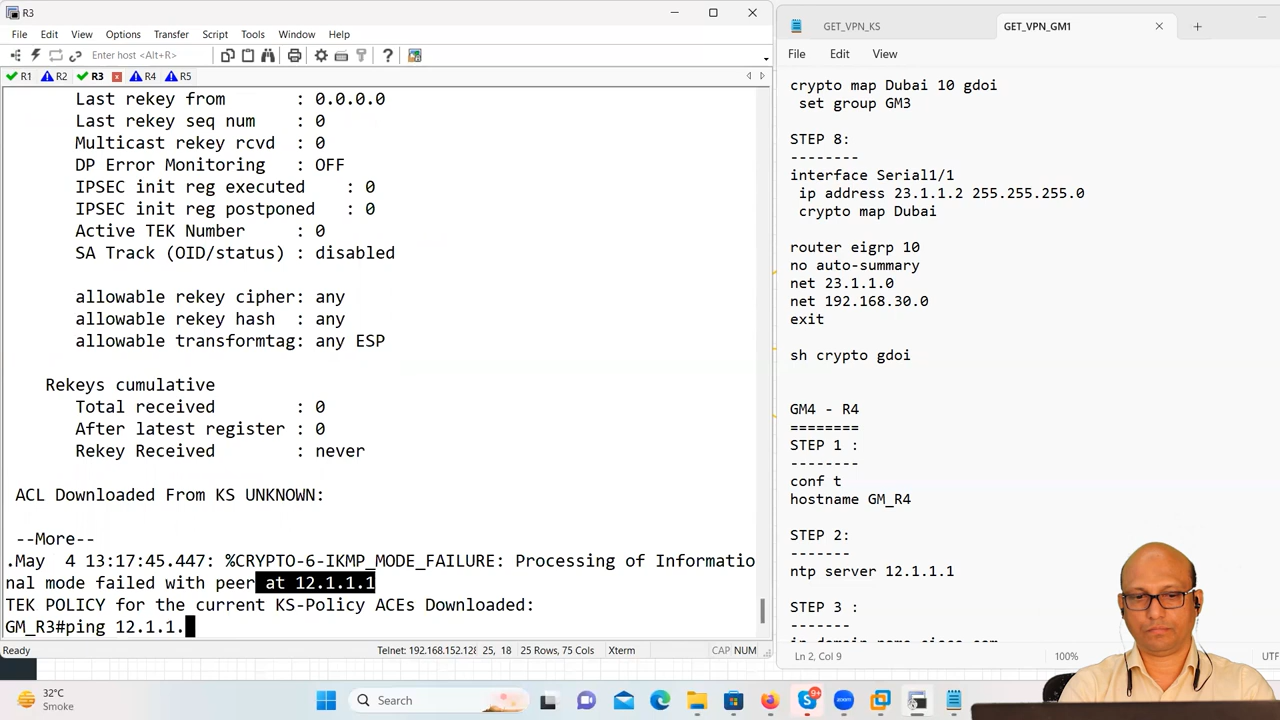 R3
File Edit View Options Transfer Script Tools Window Help
Enter host <Alt+R>
R1 R2 R3 R4 R5
Last rekey from : 0.0.0.0
Last rekey seq num : 0
Multicast rekey rcvd : 0
DP Error Monitoring : OFF
IPSEC init reg executed : 0
IPSEC init reg postponed : 0
Active TEK Number : 0
SA Track (OID/status) : disabled
allowable rekey cipher: any
allowable rekey hash : any
allowable transformtag: any ESP
Rekeys cumulative
Total received : 0
After latest register : 0
Rekey Received : never
ACL Downloaded From KS UNKNOWN:
--More--
.May  4 13:17:45.447: %CRYPTO-6-IKMP_MODE_FAILURE: Processing of Informatio
nal mode failed with peer at 12.1.1.1
TEK POLICY for the current KS-Policy ACEs Downloaded:
GM_R3#ping 12.1.1.
Ready Telnet: 192.168.152.128 25, 18 25 Rows, 75 Cols Xterm CAP NUM
GET_VPN_KS GET_VPN_GM1
File Edit View
crypto map Dubai 10 gdoi
set group GM3
STEP 8:
--------
interface Serial1/1
ip address 23.1.1.2 255.255.255.0
crypto map Dubai
router eigrp 10
no auto-summary
net 23.1.1.0
net 192.168.30.0
exit
sh crypto gdoi
GM4 - R4
========
STEP 1 :
--------
conf t
hostname GM_R4
STEP 2:
-------
ntp server 12.1.1.1
STEP 3 :
-------
ip domain name cisco.com
Ln 2, Col 9 100% UTF
32°C
Smoke
Search
9+
zoom